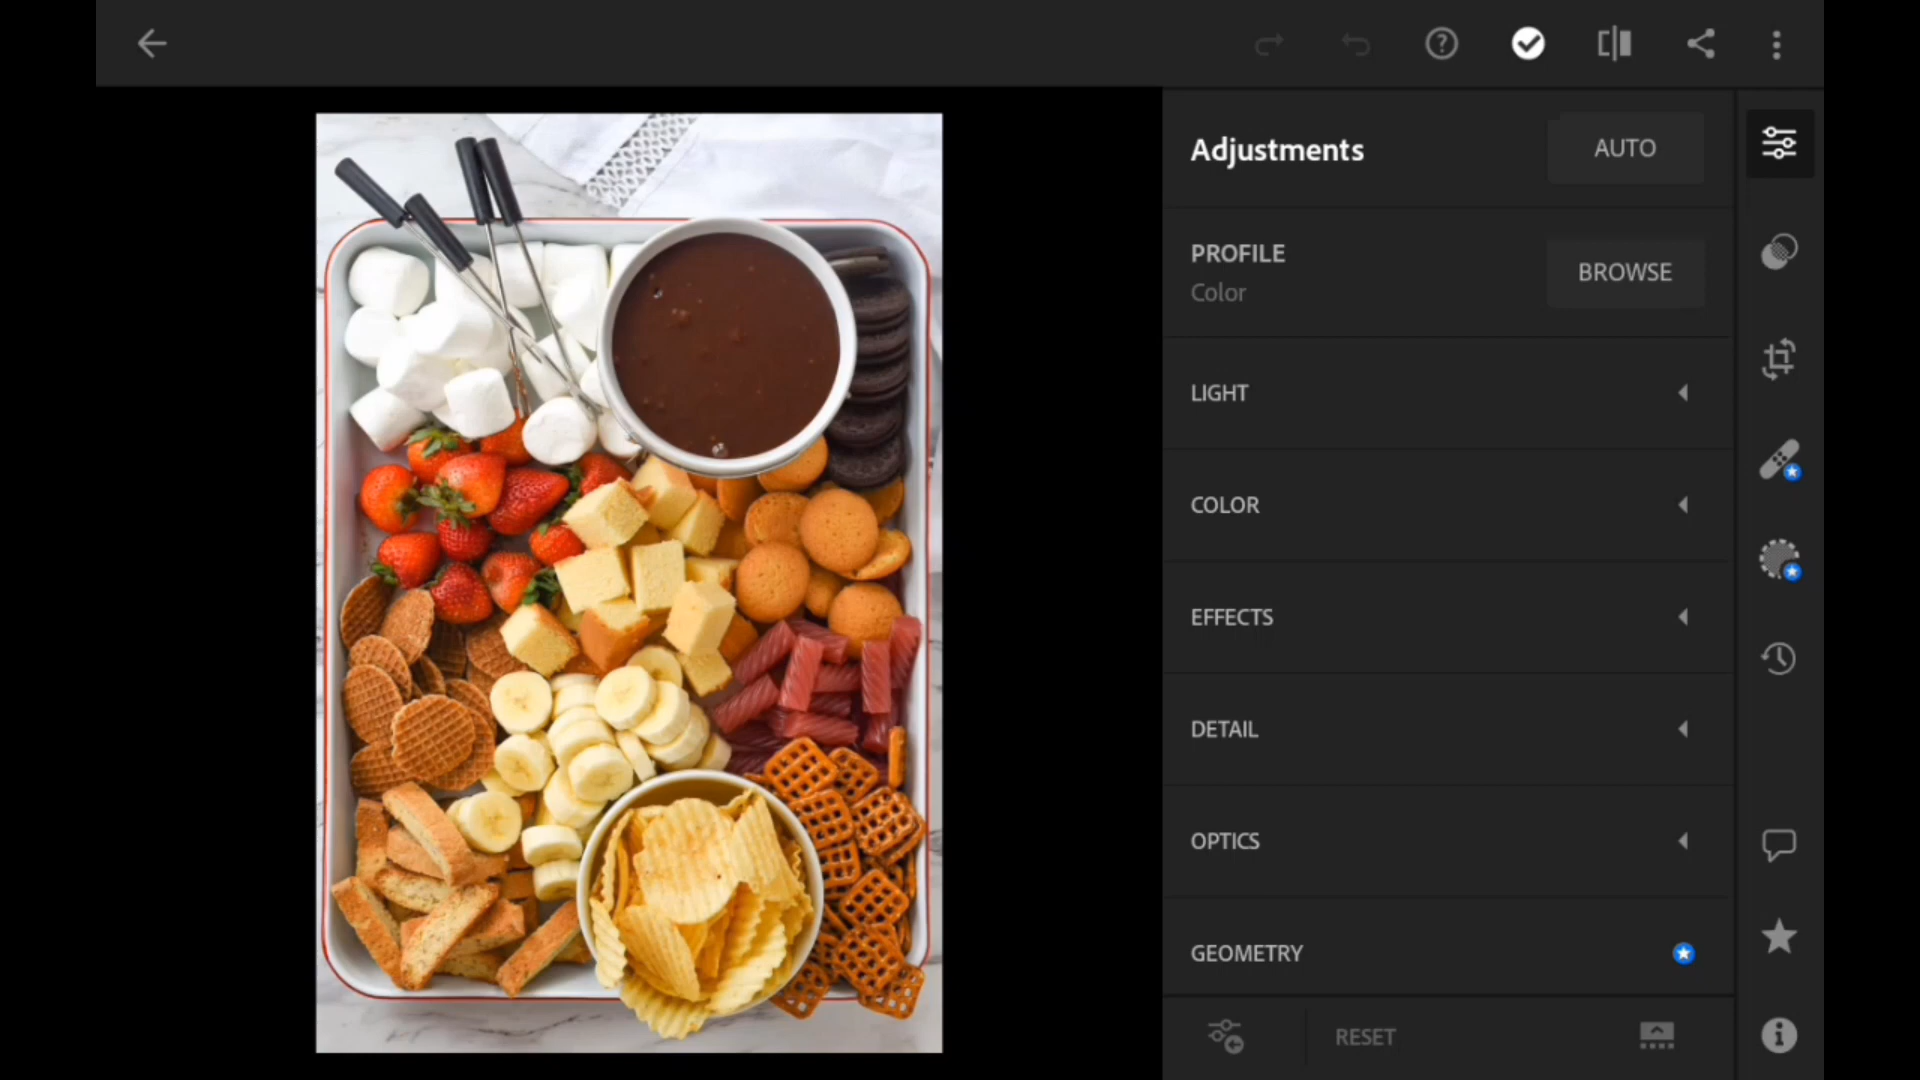 Adjustments
AUTO
PROFILE
Color
BROWSE
LIGHT
COLOR
EFFECTS
DETAIL
OPTICS
GEOMETRY
RESET